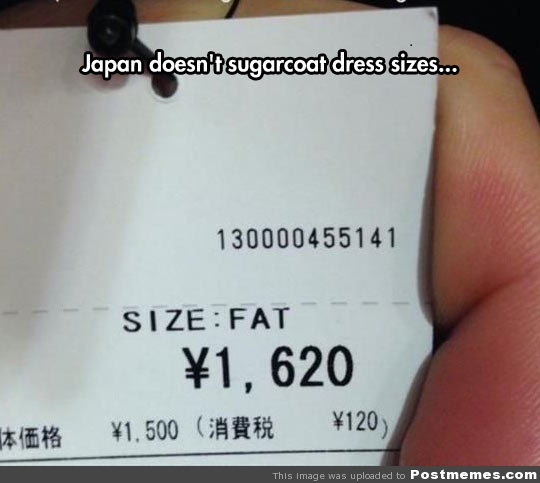 Japan doesn't sugarcoat dress sizes...
130000455141
SIZE:FAT
¥1,620
体価格 ¥1,500 (消費税 ¥120)
This image was uploaded to Postmemes.com